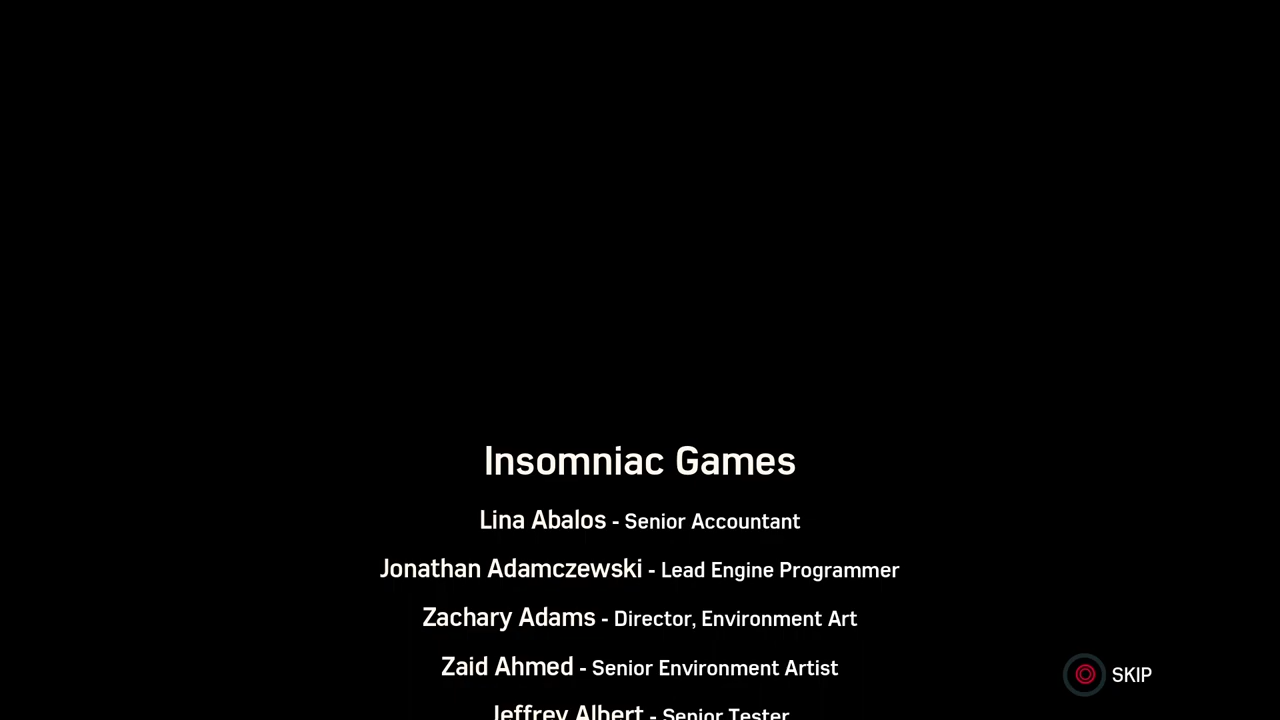 Insomniac Games
Lina Abalos - Senior Accountant
Jonathan Adamczewski - Lead Engine Programmer
Zachary Adams - Director, Environment Art
Zaid Ahmed - Senior Environment Artist
SKIP
Jeffrey Albert - Senior Tester